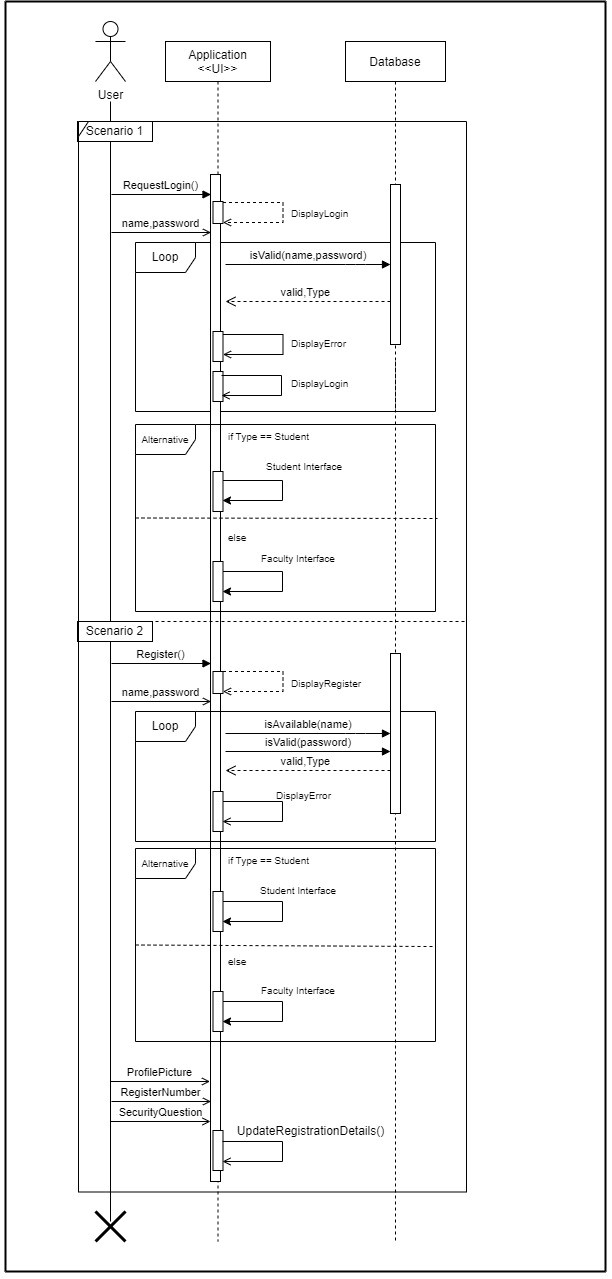 Application
<<UI>>
Database
User
Scenario 1
RequestLogin()
DisplayLogin
name,password
Loop
isValid(name,password)
valid,Type
DisplayError
DisplayLogin
Alternative
if Type == Student
Student Interface
else
Faculty Interface
Scenario 2
Register()
DisplayRegister
name,password
Loop
isAvailable(name)
isValid(password)
valid,Type
DisplayError
Alternative
if Type == Student
Student Interface
else
Faculty Interface
ProfilePicture
RegisterNumber
SecurityQuestion
UpdateRegistrationDetails()